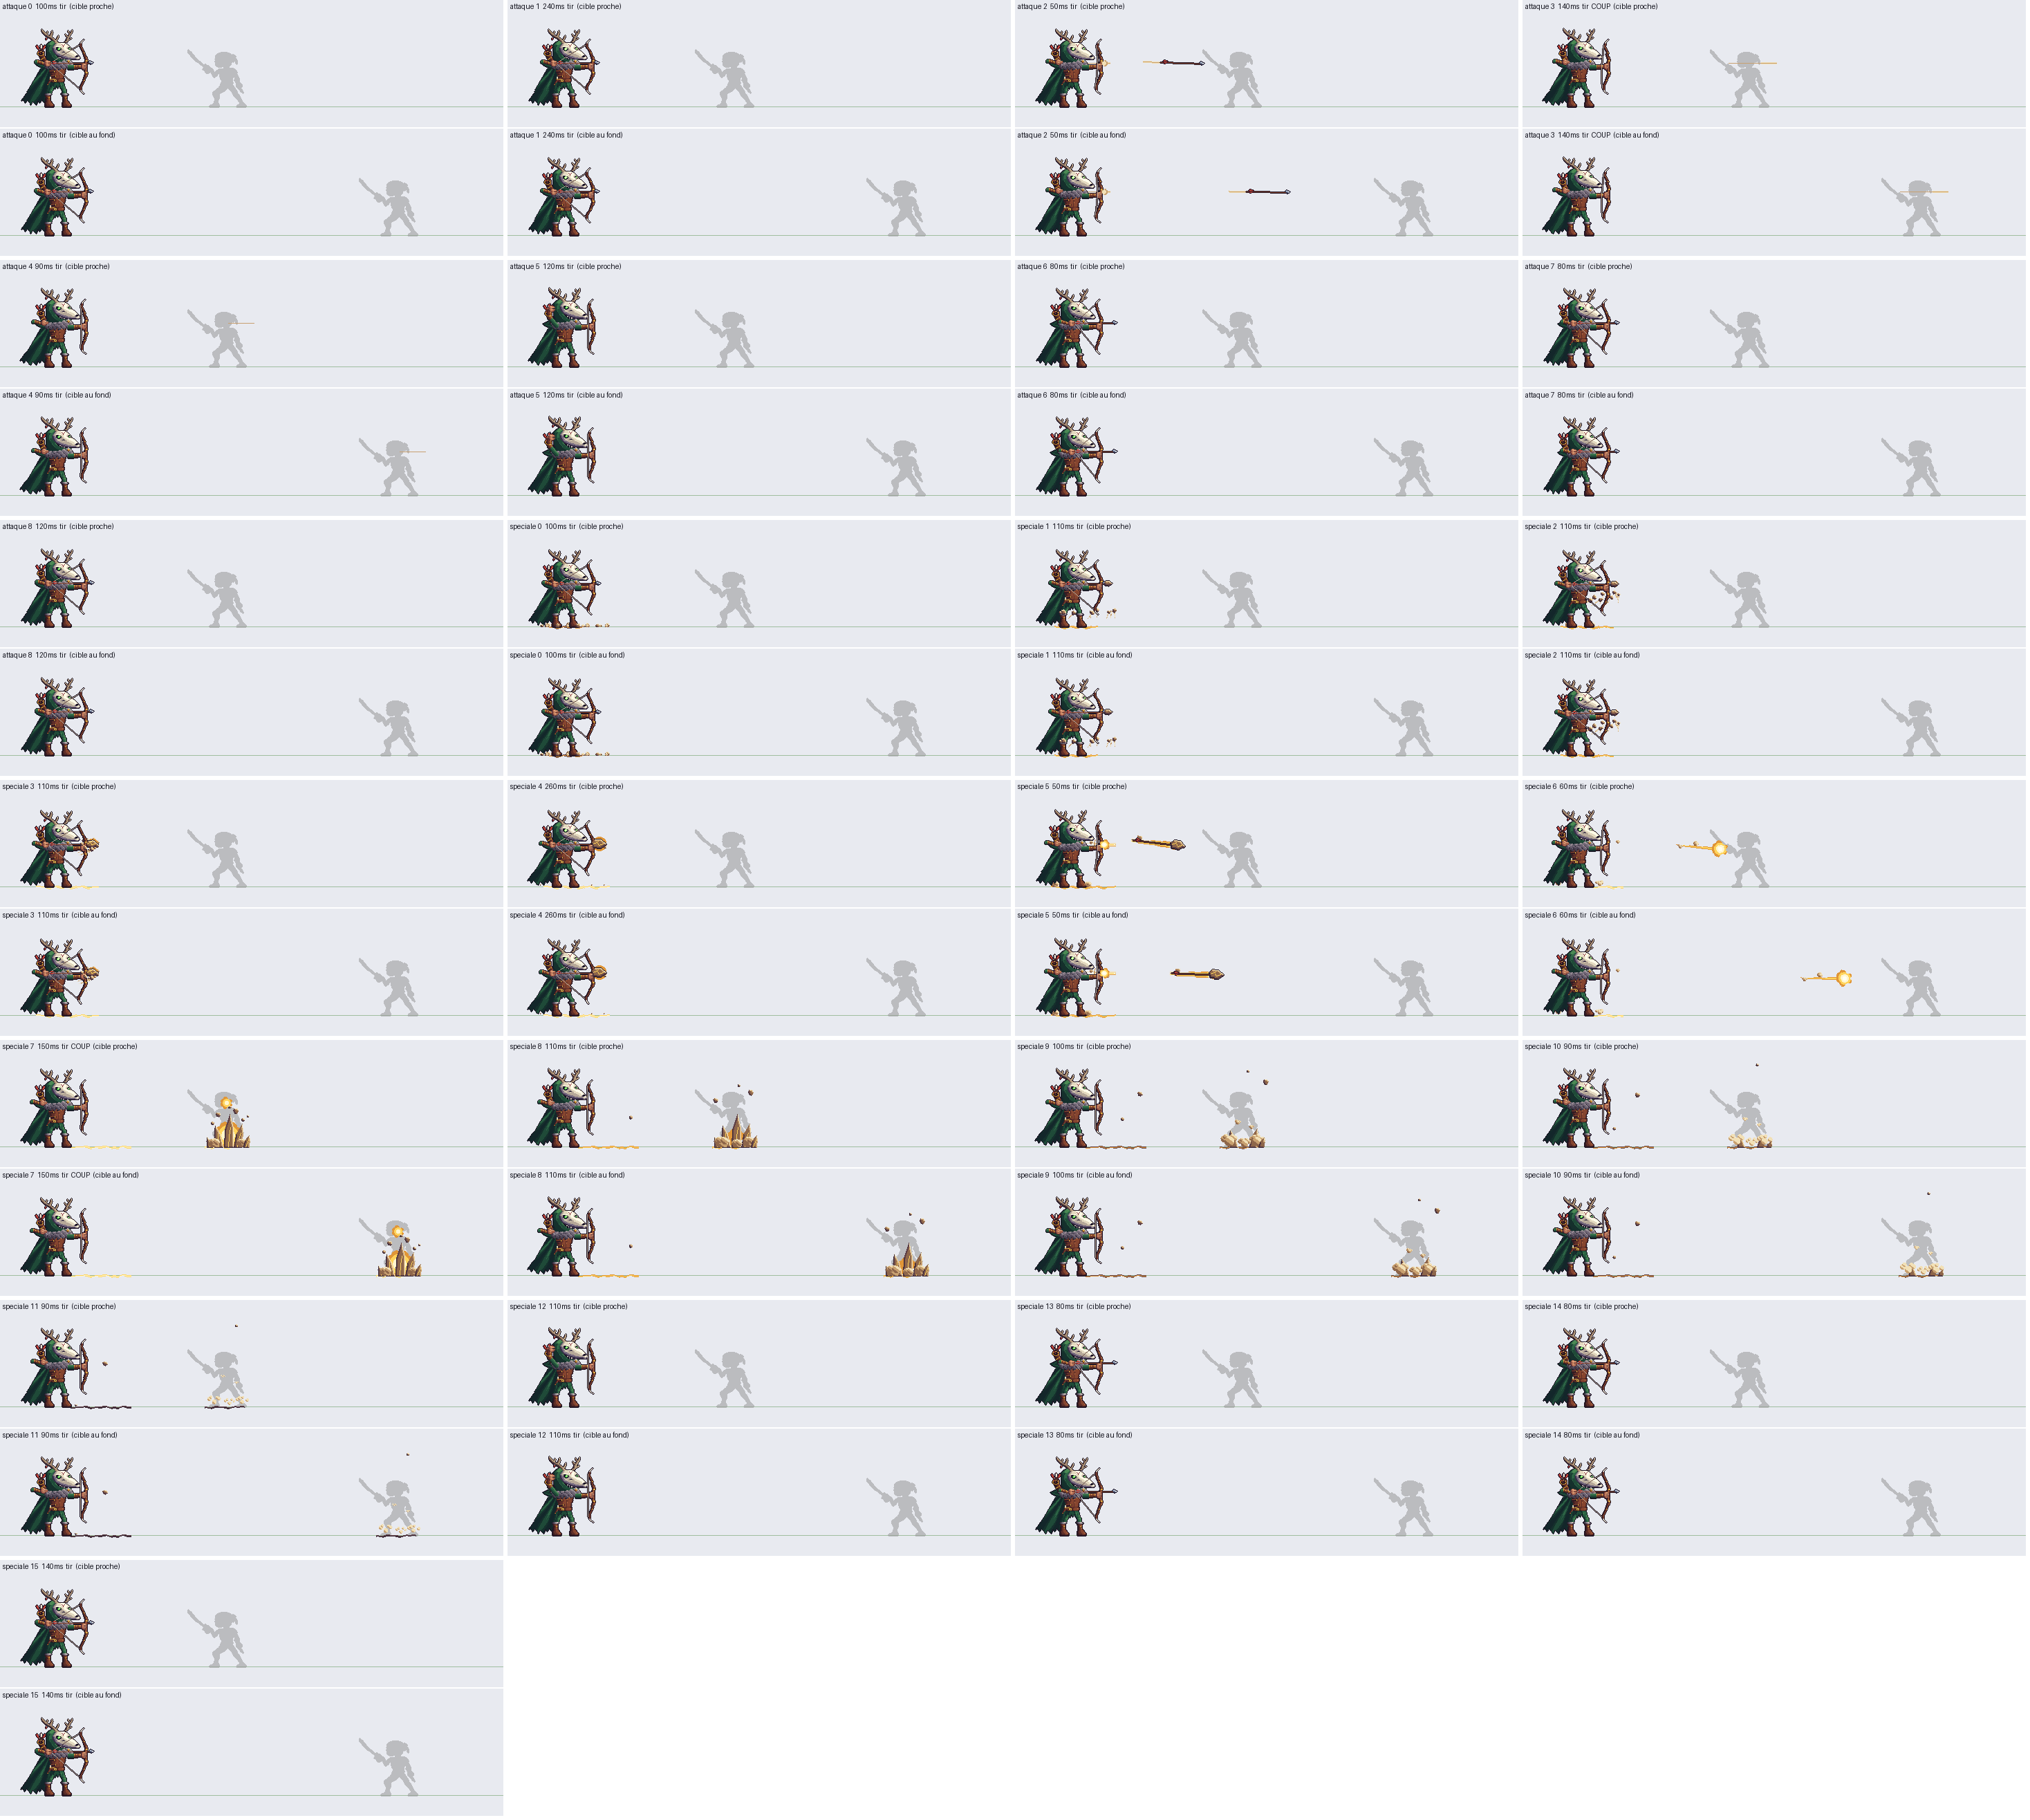 attaque 0 100ms tir (cible proche)
attaque 1 240ms tir (cible proche)
attaque 2 50ms tir (cible proche)
attaque 3 140ms tir COUP (cible proche)
attaque 0 100ms tir (cible au fond)
attaque 1 240ms tir (cible au fond)
attaque 2 50ms tir (cible au fond)
attaque 3 140ms tir COUP (cible au fond)
attaque 4 90ms tir (cible proche)
attaque 5 120ms tir (cible proche)
attaque 6 80ms tir (cible proche)
attaque 7 80ms tir (cible proche)
attaque 4 90ms tir (cible au fond)
attaque 5 120ms tir (cible au fond)
attaque 6 80ms tir (cible au fond)
attaque 7 80ms tir (cible au fond)
attaque 8 120ms tir (cible proche)
speciale 0 100ms tir (cible proche)
speciale 1 110ms tir (cible proche)
speciale 2 110ms tir (cible proche)
attaque 8 120ms tir (cible au fond)
speciale 0 100ms tir (cible au fond)
speciale 1 110ms tir (cible au fond)
speciale 2 110ms tir (cible au fond)
speciale 3 110ms tir (cible proche)
speciale 4 260ms tir (cible proche)
speciale 5 50ms tir (cible proche)
speciale 6 60ms tir (cible proche)
speciale 3 110ms tir (cible au fond)
speciale 4 260ms tir (cible au fond)
speciale 5 50ms tir (cible au fond)
speciale 6 60ms tir (cible au fond)
speciale 7 150ms tir COUP (cible proche)
speciale 8 110ms tir (cible proche)
speciale 9 100ms tir (cible proche)
speciale 10 90ms tir (cible proche)
speciale 7 150ms tir COUP (cible au fond)
speciale 8 110ms tir (cible au fond)
speciale 9 100ms tir (cible au fond)
speciale 10 90ms tir (cible au fond)
speciale 11 90ms tir (cible proche)
speciale 12 110ms tir (cible proche)
speciale 13 80ms tir (cible proche)
speciale 14 80ms tir (cible proche)
speciale 11 90ms tir (cible au fond)
speciale 12 110ms tir (cible au fond)
speciale 13 80ms tir (cible au fond)
speciale 14 80ms tir (cible au fond)
speciale 15 140ms tir (cible proche)
speciale 15 140ms tir (cible au fond)